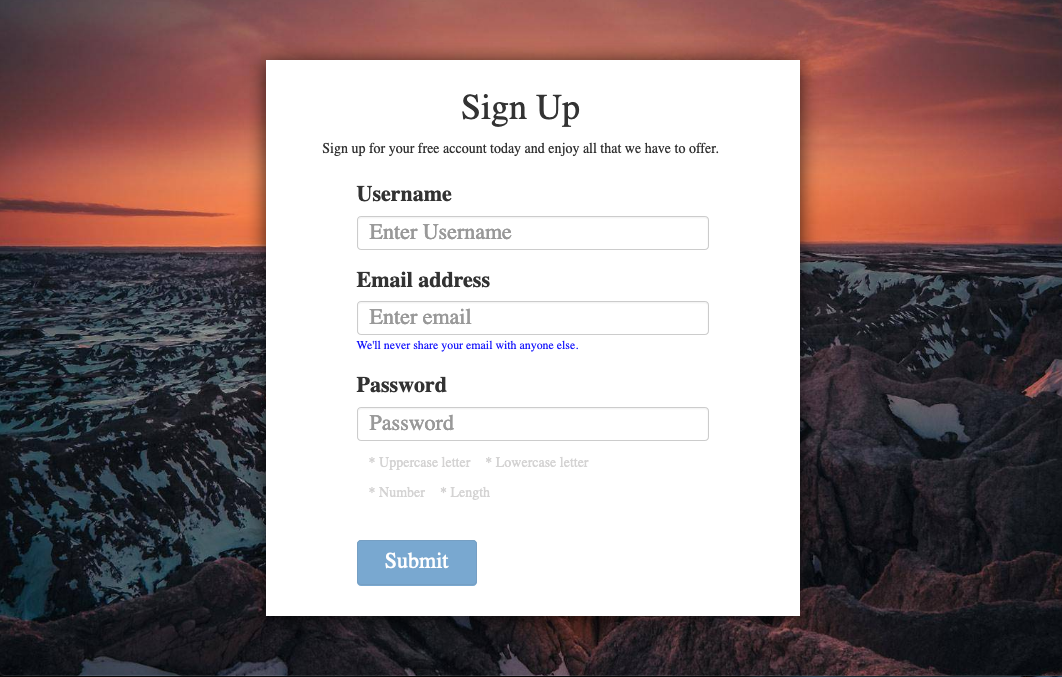 Sign Up
Sign up for your free account today and enjoy all that we have to offer.
Username
Enter Username
Email address
Enter email
We'll never share your email with anyone else.
Password
Password
* Uppercase letter * Lowercase letter
* Number * Length
Submit